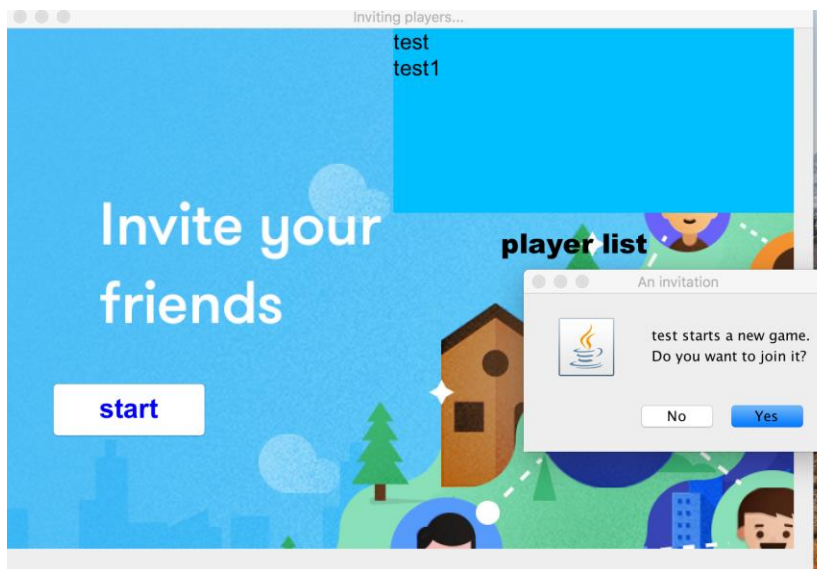 Inviting players...
test
test1
Invite your
friends
player list
An invitation
test starts a new game.
Do you want to join it?
start
No
Yes